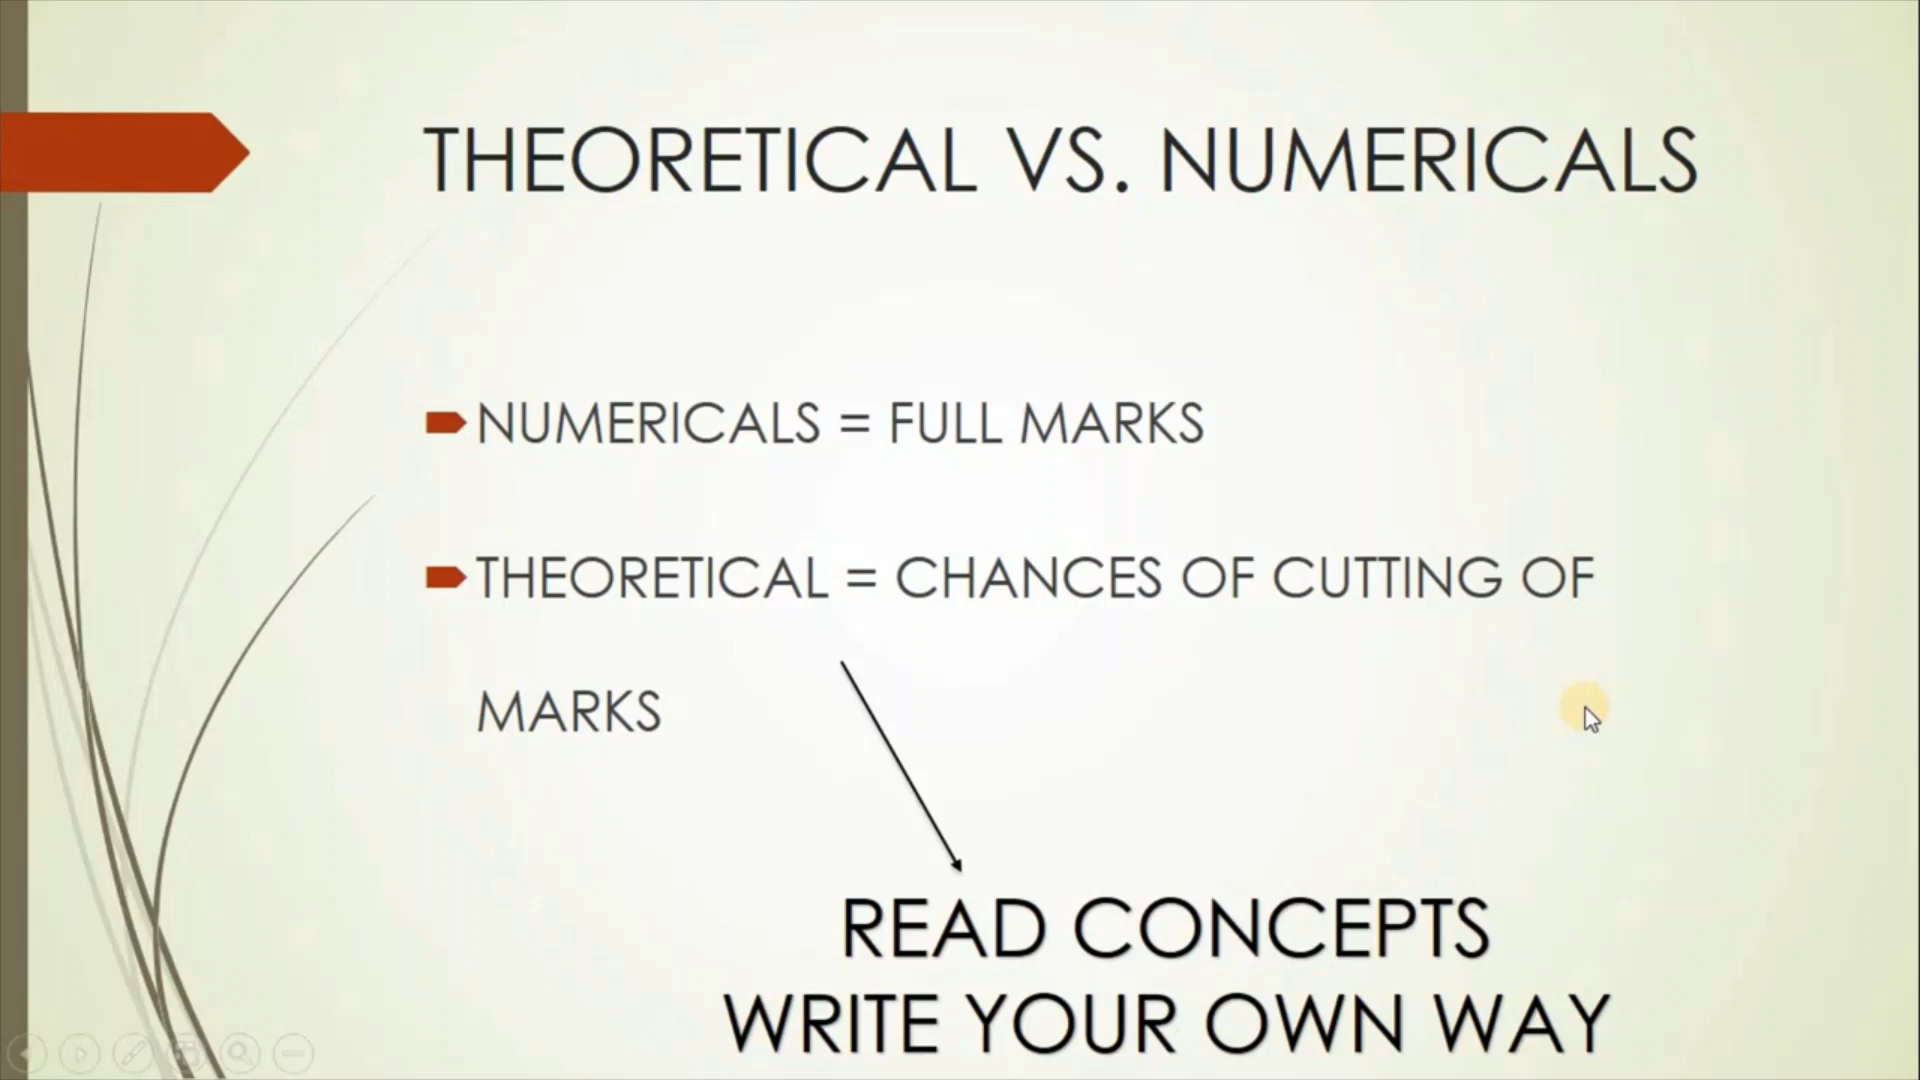 THEORETICAL VS. NUMERICALS
NUMERICALS = FULL MARKS
THEORETICAL = CHANCES OF CUTTING OF
MARKS
READ CONCEPTS
WRITE YOUR OWN WAY